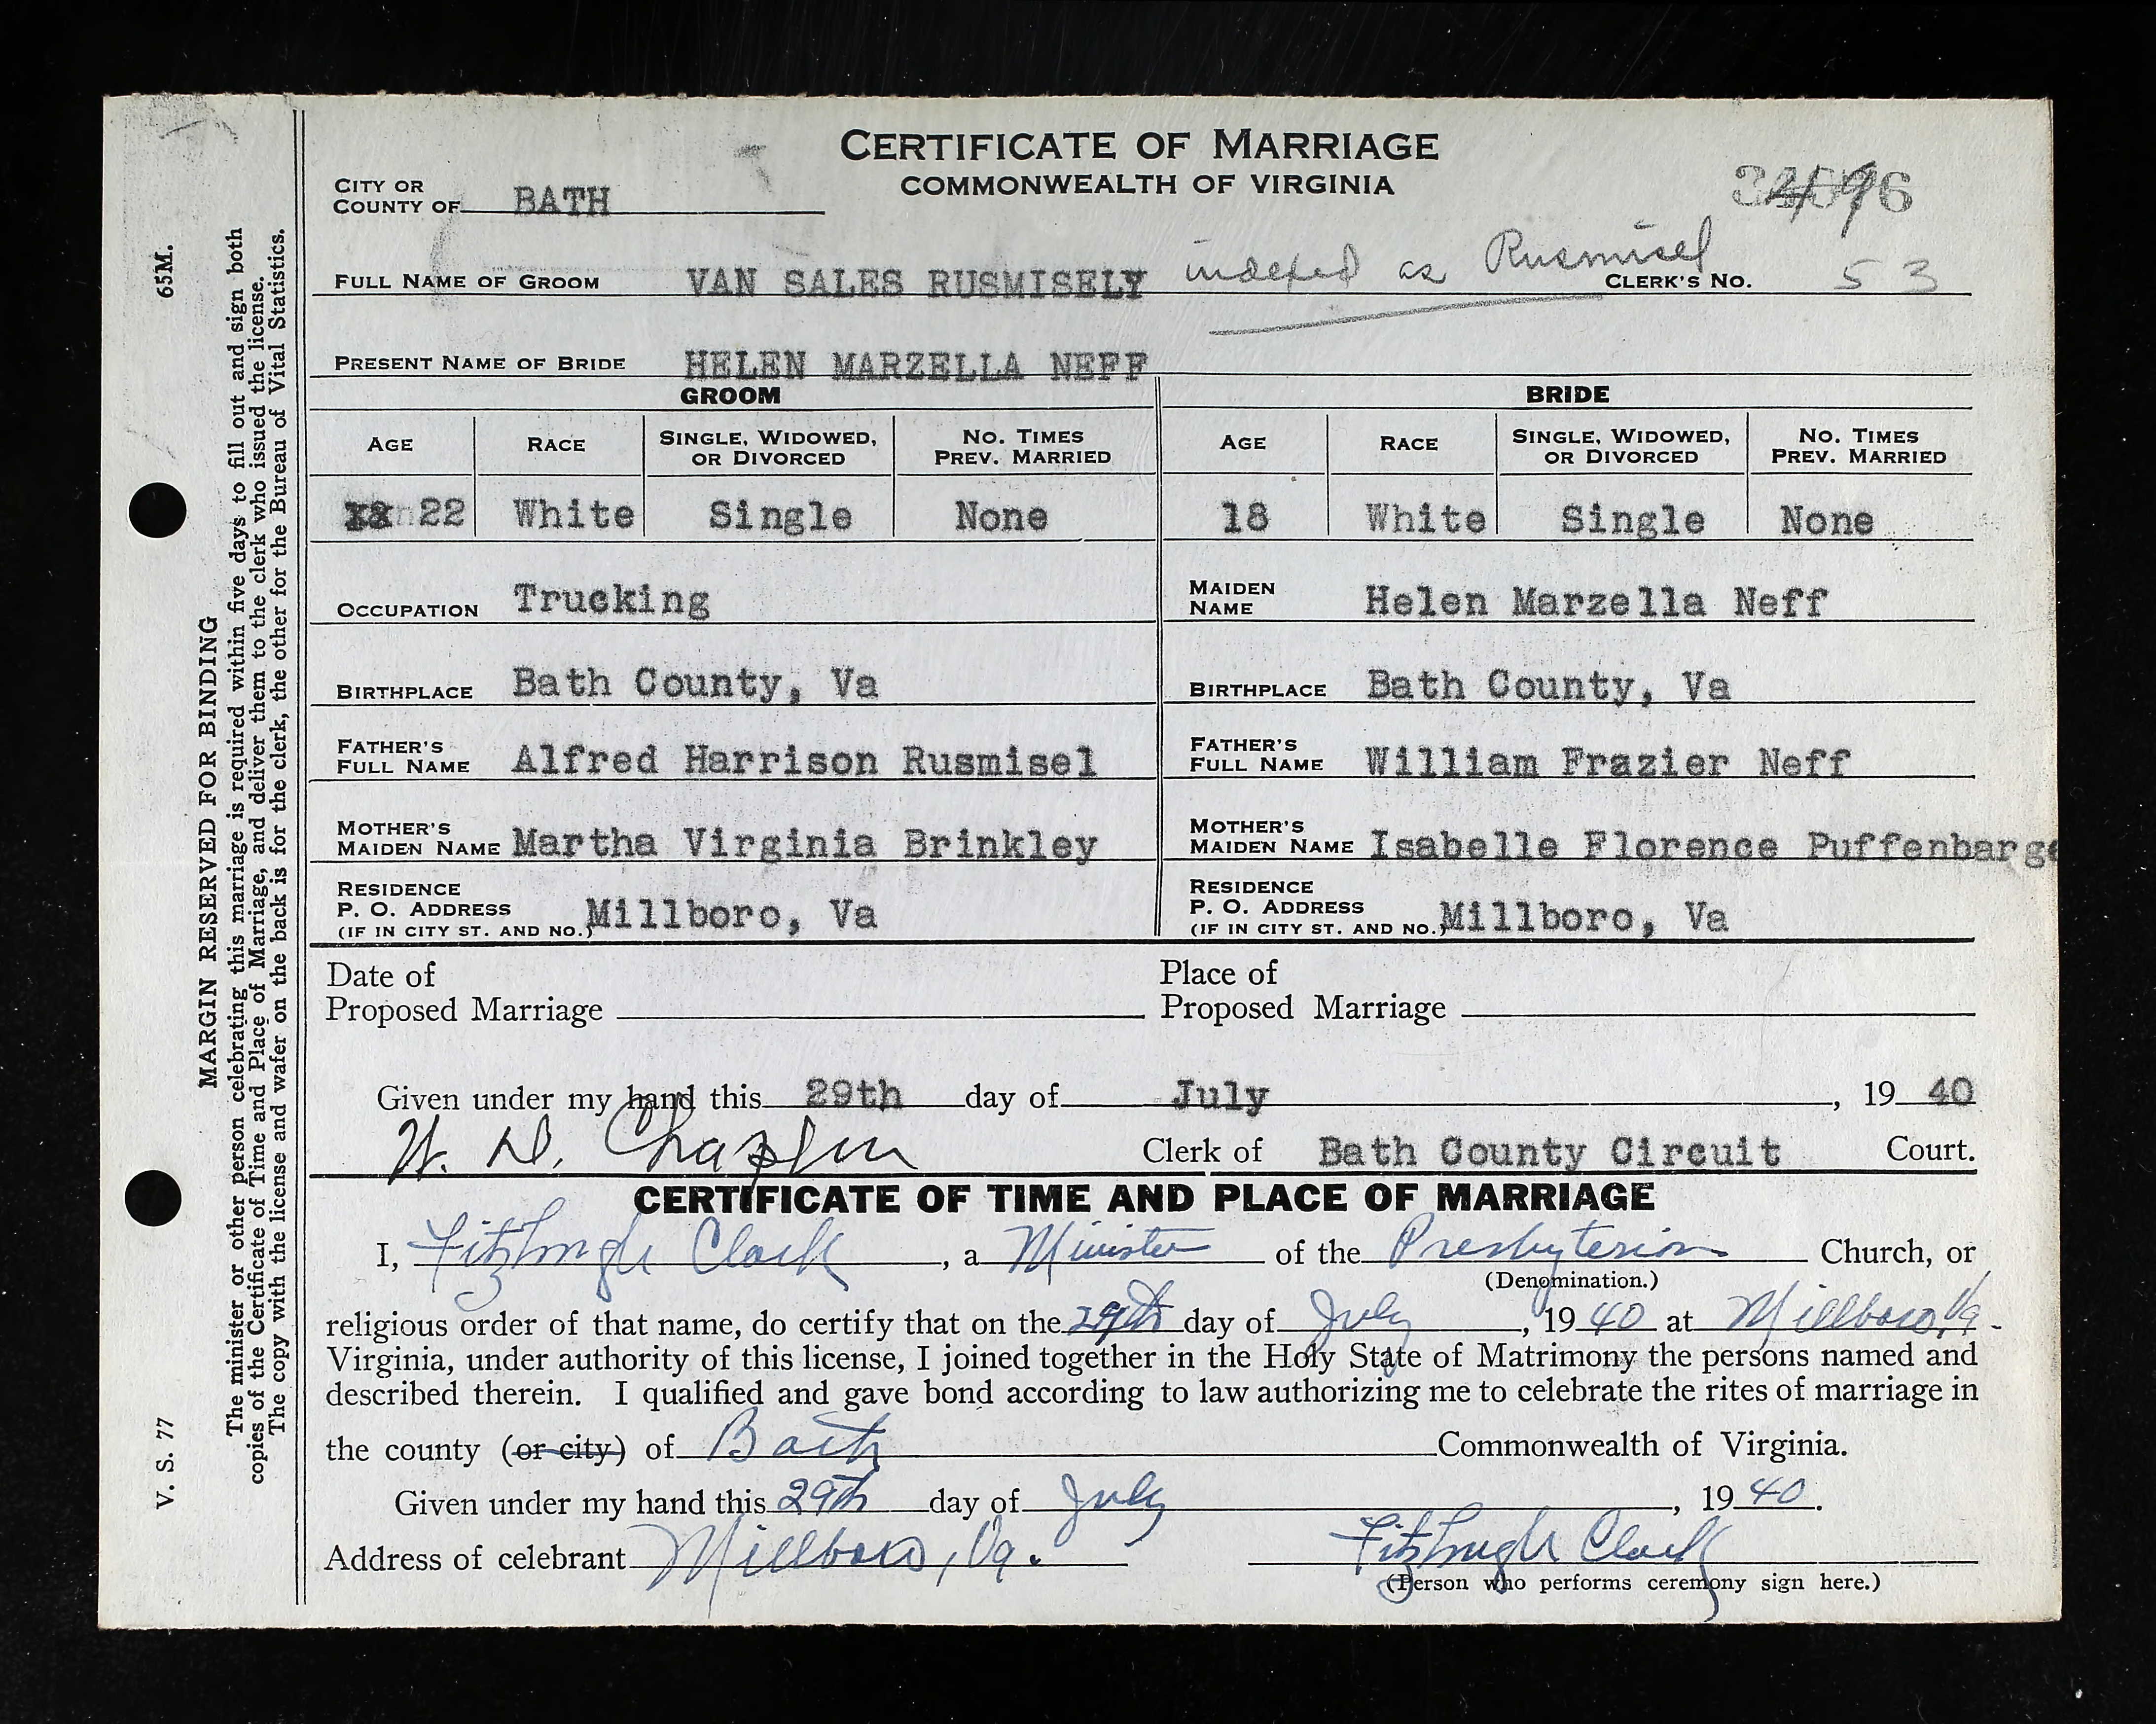 CERTIFICATE OF MARRIAGE
COMMONWEALTH OF VIRGINIA
CITY OR COUNTY OF BATH
FULL NAME OF GROOM VAN SALES RUSMISELY indexed as Rusmisel CLERK'S NO. 53
PRESENT NAME OF BRIDE HELEN MARZELLA NEFF
GROOM BRIDE
AGE RACE SINGLE, WIDOWED, OR DIVORCED NO. TIMES PREV. MARRIED AGE RACE SINGLE, WIDOWED, OR DIVORCED NO. TIMES PREV. MARRIED
22 White Single None 18 White Single None
OCCUPATION Trucking MAIDEN NAME Helen Marzella Neff
BIRTHPLACE Bath County, Va BIRTHPLACE Bath County, Va
FATHER'S FULL NAME Alfred Harrison Rusmisel FATHER'S FULL NAME William Frazier Neff
MOTHER'S MAIDEN NAME Martha Virginia Brinkley MOTHER'S MAIDEN NAME Isabelle Florence Puffenbarge
RESIDENCE P. O. ADDRESS (IF IN CITY ST. AND NO.) Millboro, Va RESIDENCE P. O. ADDRESS (IF IN CITY ST. AND NO.) Millboro, Va
Date of Proposed Marriage Place of Proposed Marriage
Given under my hand this 29th day of July, 19 40
W. D. Chaplin Clerk of Bath County Circuit Court.
CERTIFICATE OF TIME AND PLACE OF MARRIAGE
I, Fitzhugh Clark, a Minister of the Presbyterian Church, or
(Denomination.)
religious order of that name, do certify that on the 29th day of July, 19 40 at Millboro, Va.
Virginia, under authority of this license, I joined together in the Holy State of Matrimony the persons named and
described therein. I qualified and gave bond according to law authorizing me to celebrate the rites of marriage in
the county (or city) of Bath Commonwealth of Virginia.
Given under my hand this 29th day of July, 19 40.
Address of celebrant Millboro, Va. Fitzhugh Clark
(Person who performs ceremony sign here.)
65M.
V. S. 77
MARGIN RESERVED FOR BINDING
The minister or other person celebrating this marriage is required within five days to fill out and sign both
copies of the Certificate of Time and Place of Marriage, and deliver them to the clerk who issued the license.
The copy with the license and wafer on the back is for the clerk, the other for the Bureau of Vital Statistics.